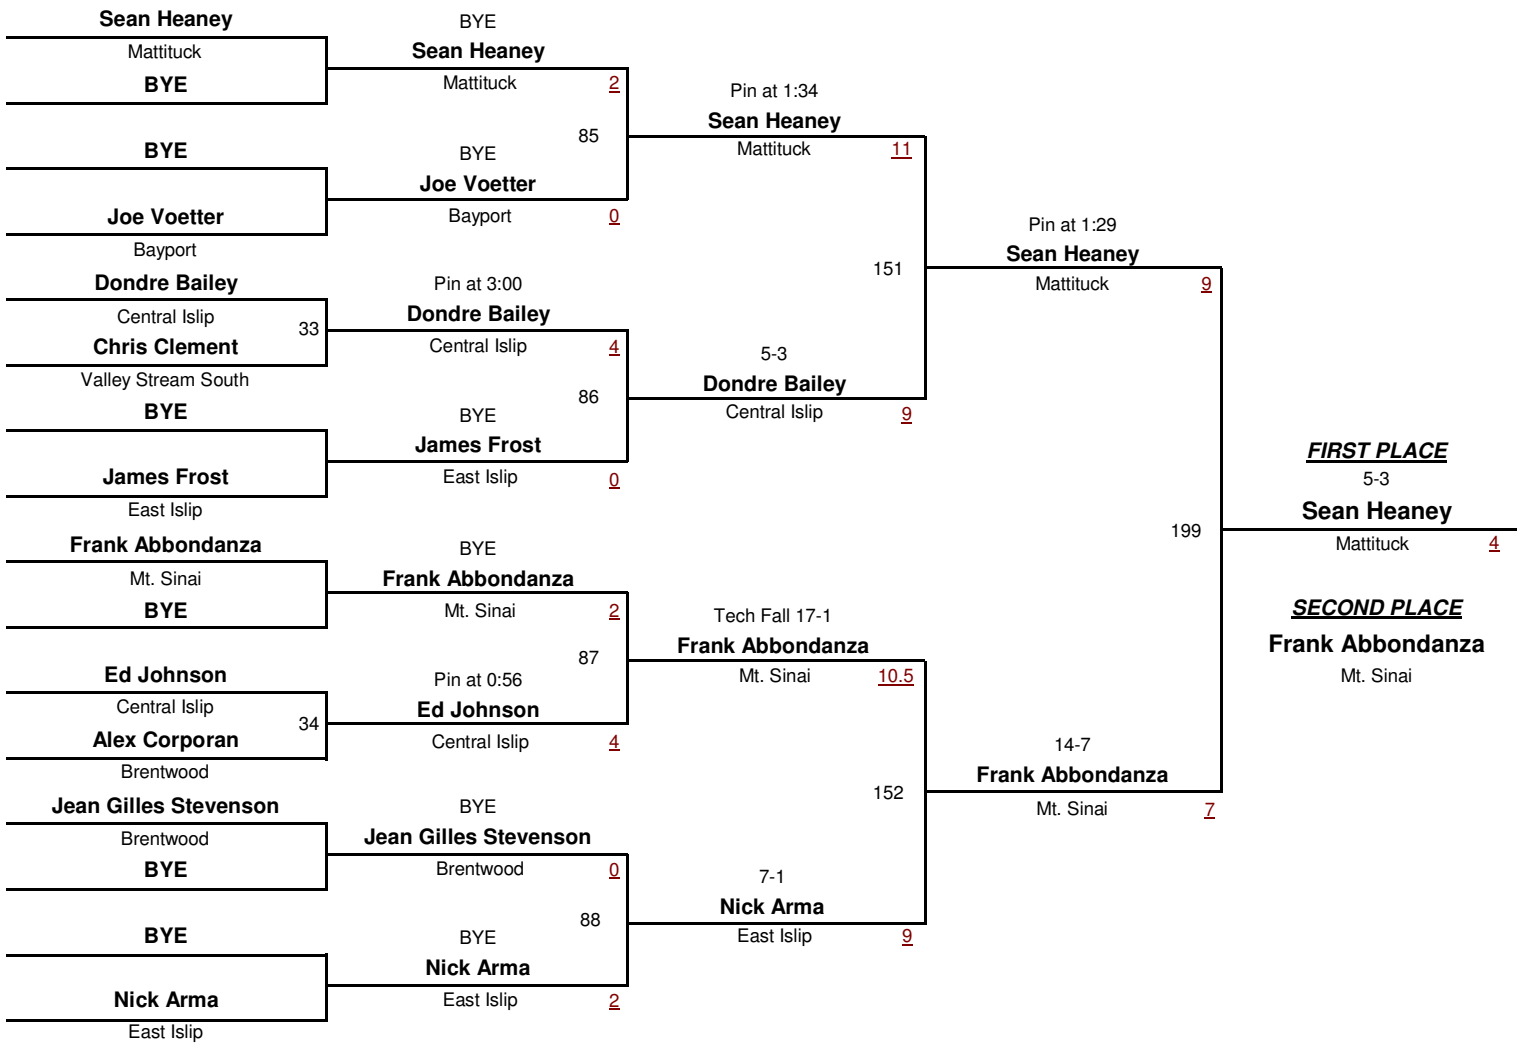 Sean Heaney
Mattituck
BYE
BYE
Joe Voetter
Bayport
Dondre Bailey
Central Islip
33
Chris Clement
Valley Stream South
BYE
James Frost
East Islip
Frank Abbondanza
Mt. Sinai
BYE
Ed Johnson
Central Islip
34
Alex Corporan
Brentwood
Jean Gilles Stevenson
Brentwood
BYE
BYE
Nick Arma
East Islip
BYE
Sean Heaney
Mattituck 2
85
BYE
Joe Voetter
Bayport 0
Pin at 3:00
Dondre Bailey
Central Islip 4
86
BYE
James Frost
East Islip 0
BYE
Frank Abbondanza
Mt. Sinai 2
87
Pin at 0:56
Ed Johnson
Central Islip 4
BYE
Jean Gilles Stevenson
Brentwood 0
88
BYE
Nick Arma
East Islip 2
Pin at 1:34
Sean Heaney
Mattituck 11
151
5-3
Dondre Bailey
Central Islip 9
Tech Fall 17-1
Frank Abbondanza
Mt. Sinai 10.5
152
7-1
Nick Arma
East Islip 9
Pin at 1:29
Sean Heaney
Mattituck 9
199
14-7
Frank Abbondanza
Mt. Sinai 7
FIRST PLACE
5-3
Sean Heaney
Mattituck 4
SECOND PLACE
Frank Abbondanza
Mt. Sinai